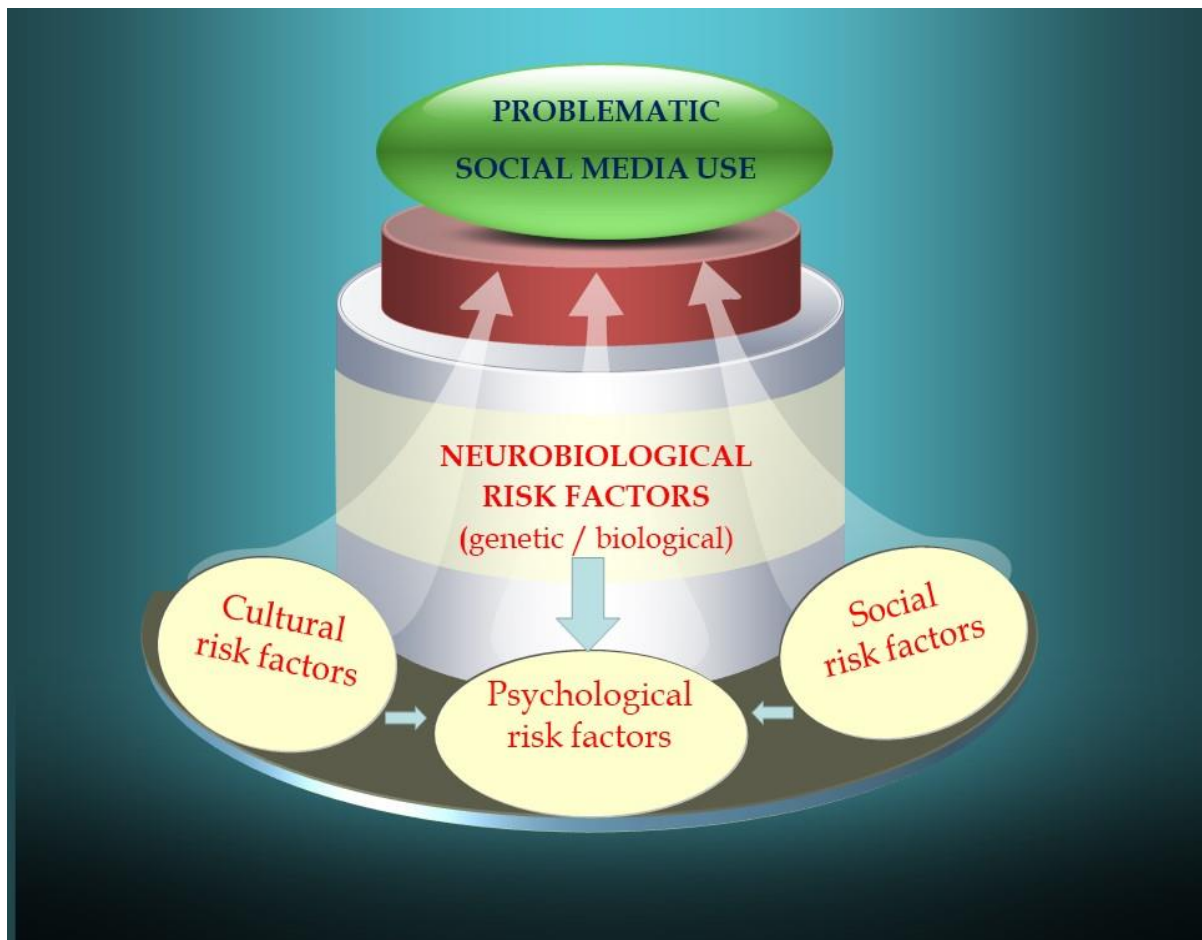 PROBLEMATIC
SOCIAL MEDIA USE
NEUROBIOLOGICAL
RISK FACTORS
(genetic / biological)
Cultural
risk factors
Social
risk factors
Psychological
risk factors